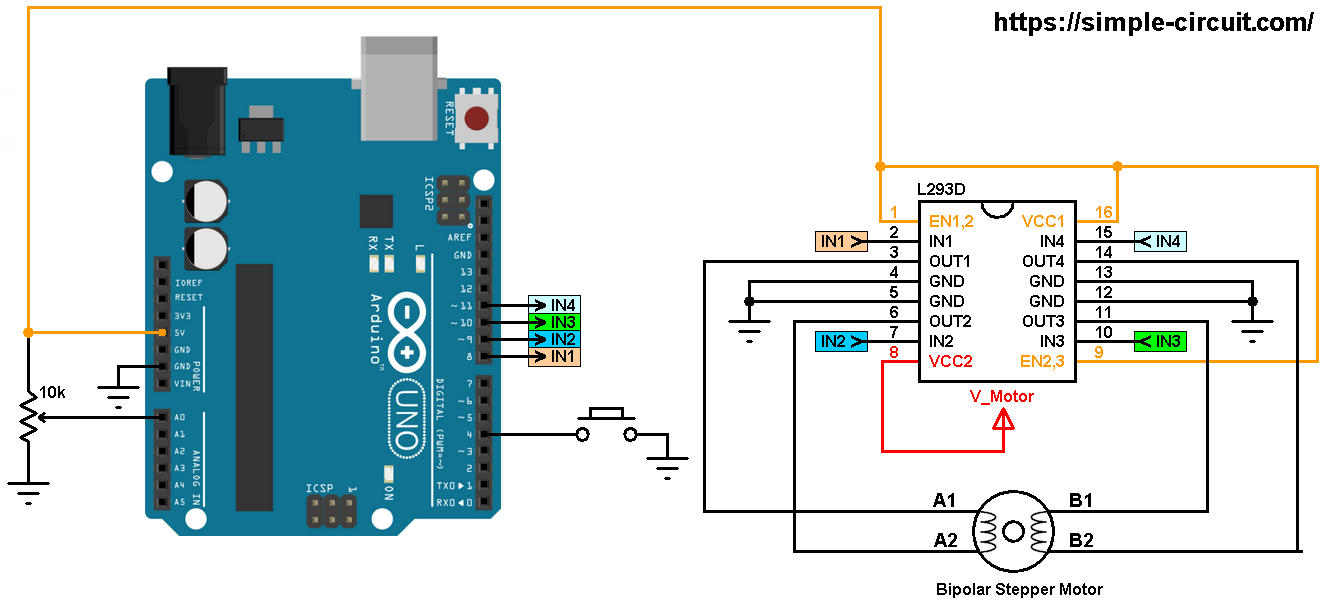 https://simple-circuit.com/
RESET
ICSP2
L
TX
RX
AREF
GND
13
12
~11
~10
~9
8
7
~6
~5
4
~3
2
TX0 1
RX0 0
DIGITAL (PWM=~)
IOREF
RESET
3V3
5V
GND
GND
VIN
POWER
A0
A1
A2
A3
A4
A5
ANALOG IN
Arduino™
UNO
ON
ICSP
1
10k
IN4
IN3
IN2
IN1
L293D
1 EN1,2 VCC1 16
IN1 2 IN1 IN4 15 IN4
3 OUT1 OUT4 14
4 GND GND 13
5 GND GND 12
6 OUT2 OUT3 11
IN2 7 IN2 IN3 10 IN3
8 VCC2 EN2,3 9
V_Motor
A1 B1
A2 B2
Bipolar Stepper Motor